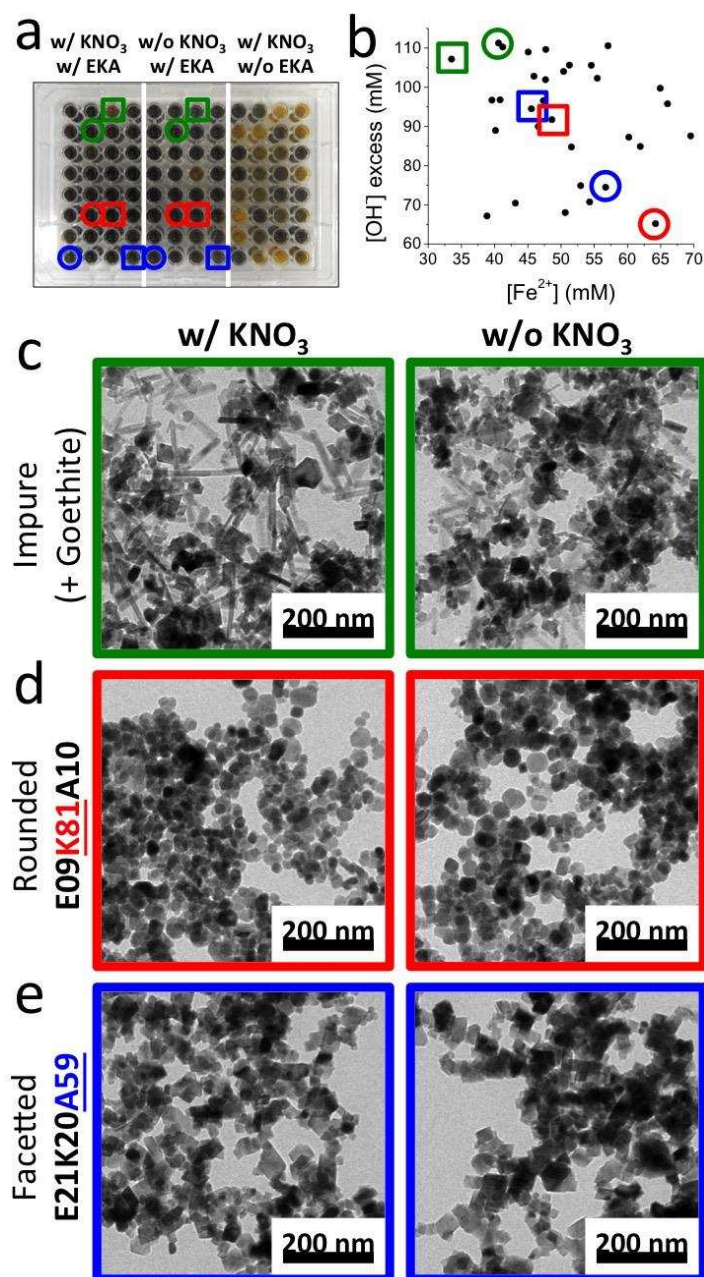 a
w/ KNO₃ w/o KNO₃ w/ KNO₃
w/ EKA w/ EKA w/o EKA
b
[OH⁻] excess (mM)
110
100
90
80
70
60
30 35 40 45 50 55 60 65 70
[Fe²⁺] (mM)
w/ KNO₃ w/o KNO₃
c
Impure
(+ Goethite)
200 nm 200 nm
d
Rounded
E09K81A10
200 nm 200 nm
e
Facetted
E21K20A59
200 nm 200 nm